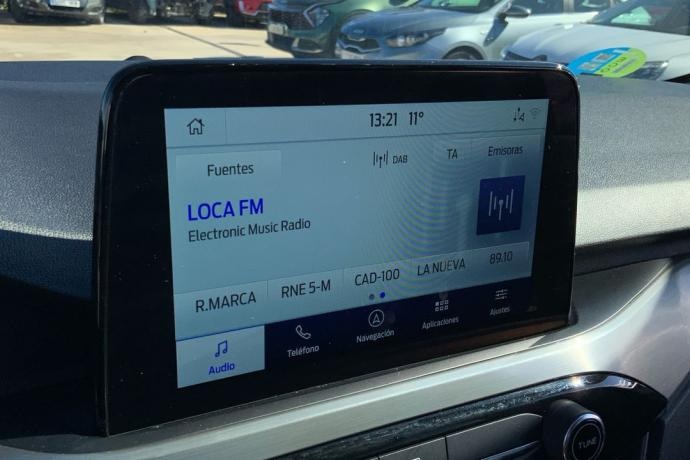 13:21 11°
Fuentes DAB TA Emisoras
LOCA FM
Electronic Music Radio
R.MARCA RNE 5-M CAD-100 LA NUEVA 89.10
Audio Teléfono Navegación Aplicaciones Ajustes
TUNE